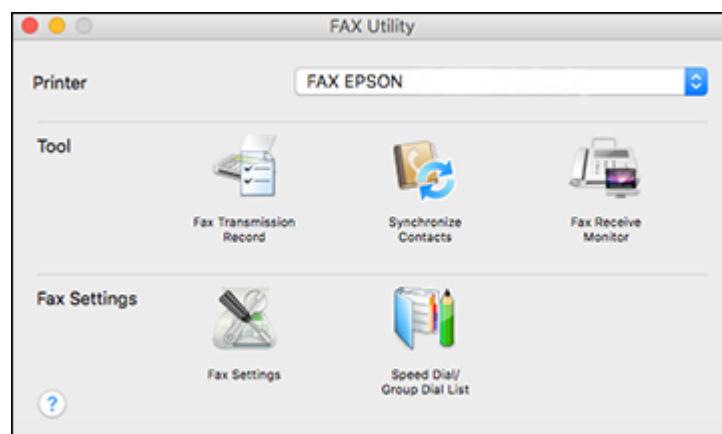 FAX Utility
Printer
FAX EPSON
Tool
Fax Transmission
Record
Synchronize
Contacts
Fax Receive
Monitor
Fax Settings
Fax Settings
Speed Dial/
Group Dial List
?